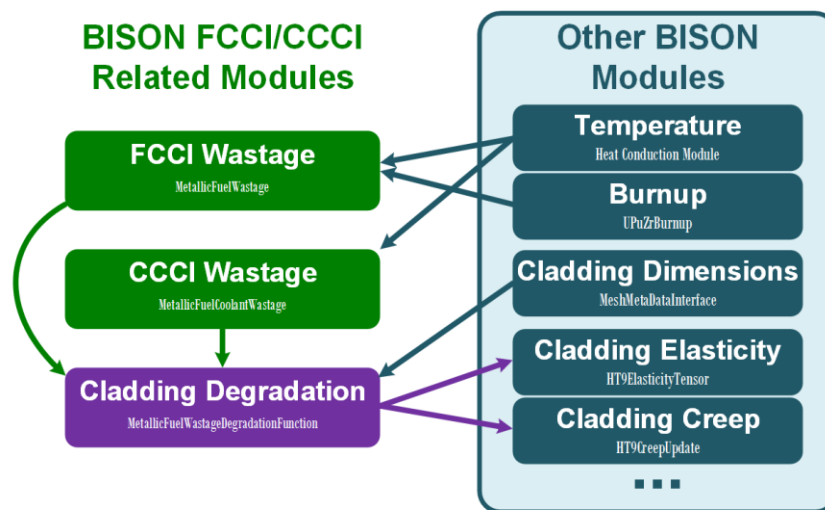 BISON FCCI/CCCI
Related Modules
FCCI Wastage
MetallicFuelWastage
CCCI Wastage
MetallicFuelCoolantWastage
Cladding Degradation
MetallicFuelWastageDegradationFunction
Other BISON
Modules
Temperature
Heat Conduction Module
Burnup
UPuZrBurnup
Cladding Dimensions
MeshMetaDataInterface
Cladding Elasticity
HT9ElasticityTensor
Cladding Creep
HT9CreepUpdate
...